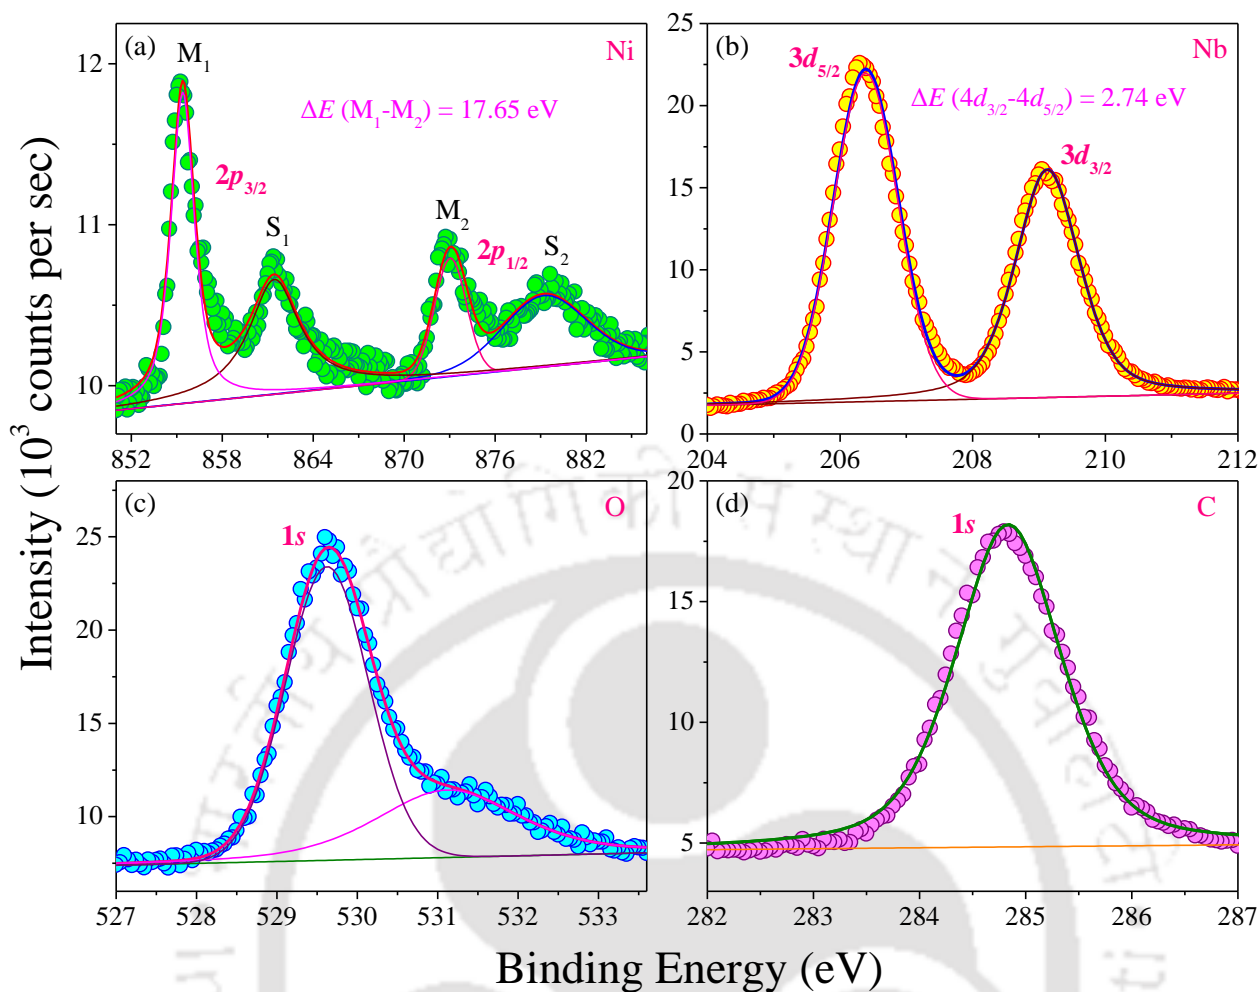 Intensity (10³ counts per sec)
(a)
M₁
Ni
ΔE (M₁-M₂) = 17.65 eV
2p₃/₂
S₁
M₂
2p₁/₂
S₂
12
11
10
852 858 864 870 876 882
(b)
Nb
3d₅/₂
ΔE (4d₃/₂-4d₅/₂) = 2.74 eV
3d₃/₂
25
20
15
10
5
0
204 206 208 210 212
(c)
1s
O
25
20
15
10
527 528 529 530 531 532 533
(d)
1s
C
20
15
10
5
282 283 284 285 286 287
Binding Energy (eV)